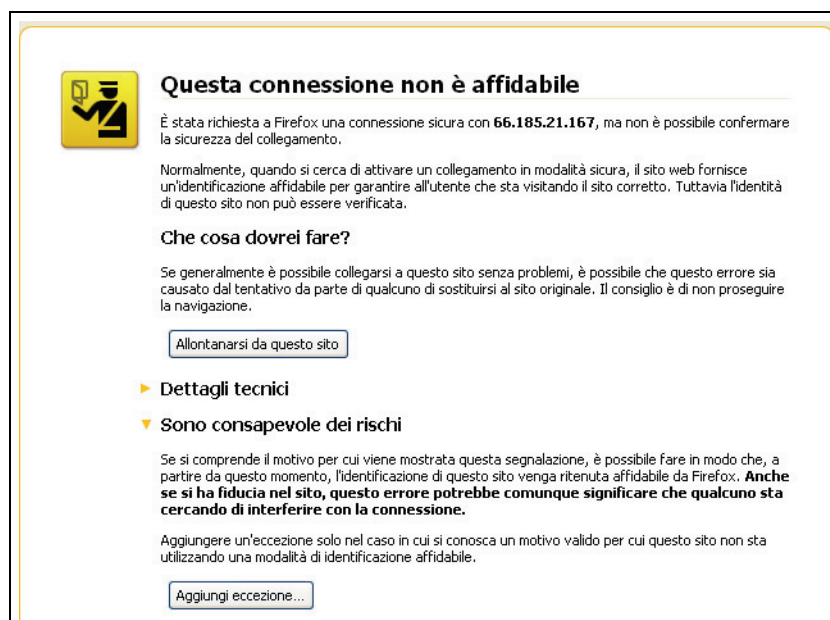 Questa connessione non è affidabile
È stata richiesta a Firefox una connessione sicura con 66.185.21.167, ma non è possibile confermare
la sicurezza del collegamento.
Normalmente, quando si cerca di attivare un collegamento in modalità sicura, il sito web fornisce
un'identificazione affidabile per garantire all'utente che sta visitando il sito corretto. Tuttavia l'identità
di questo sito non può essere verificata.
Che cosa dovrei fare?
Se generalmente è possibile collegarsi a questo sito senza problemi, è possibile che questo errore sia
causato dal tentativo da parte di qualcuno di sostituirsi al sito originale. Il consiglio è di non proseguire
la navigazione.
Allontanarsi da questo sito
Dettagli tecnici
Sono consapevole dei rischi
Se si comprende il motivo per cui viene mostrata questa segnalazione, è possibile fare in modo che, a
partire da questo momento, l'identificazione di questo sito venga ritenuta affidabile da Firefox. Anche
se si ha fiducia nel sito, questo errore potrebbe comunque significare che qualcuno sta
cercando di interferire con la connessione.
Aggiungere un'eccezione solo nel caso in cui si conosca un motivo valido per cui questo sito non sta
utilizzando una modalità di identificazione affidabile.
Aggiungi eccezione...